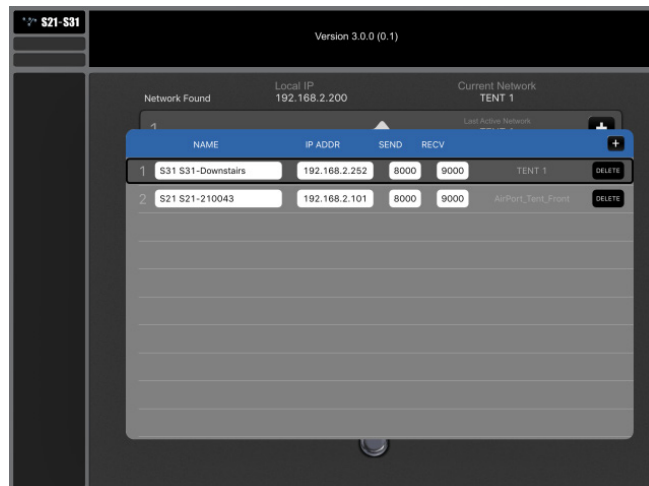 S21-S31
Version 3.0.0 (0.1)
Network Found
Local IP
192.168.2.200
Current Network
TENT 1
1
Last Active Network
NAME IP ADDR SEND RECV +
1 S31 S31-Downstairs 192.168.2.252 8000 9000 TENT 1 DELETE
2 S21 S21-210043 192.168.2.101 8000 9000 AirPort_Tent_Front DELETE